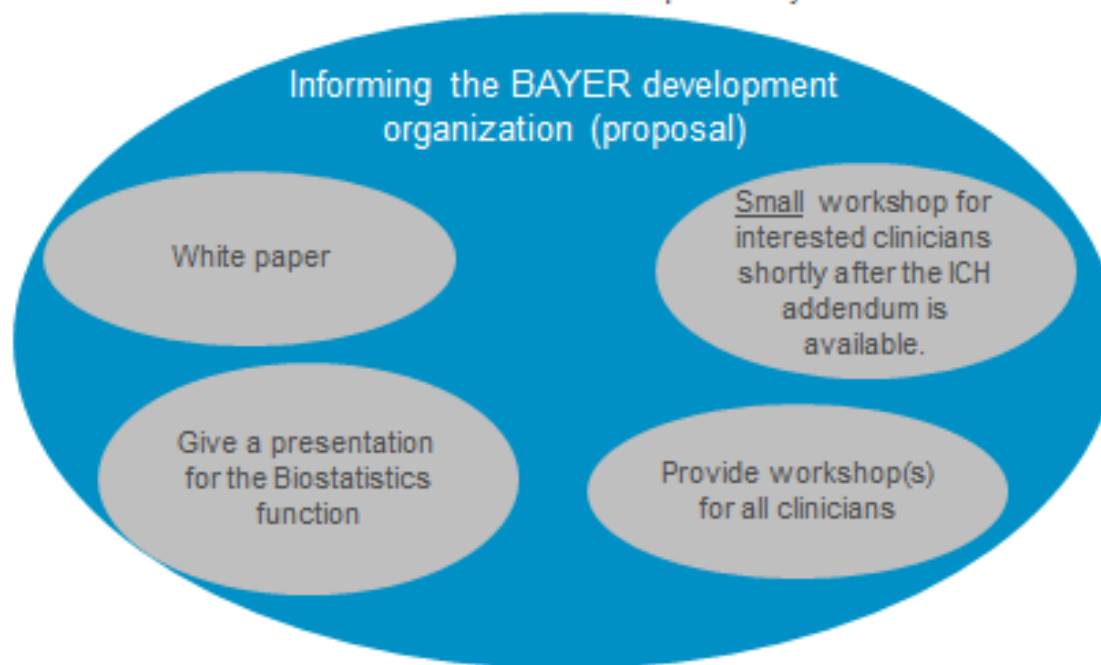 Informing the BAYER development
organization (proposal)
White paper
Small workshop for
interested clinicians
shortly after the ICH
addendum is
available.
Give a presentation
for the Biostatistics
function
Provide workshop(s)
for all clinicians